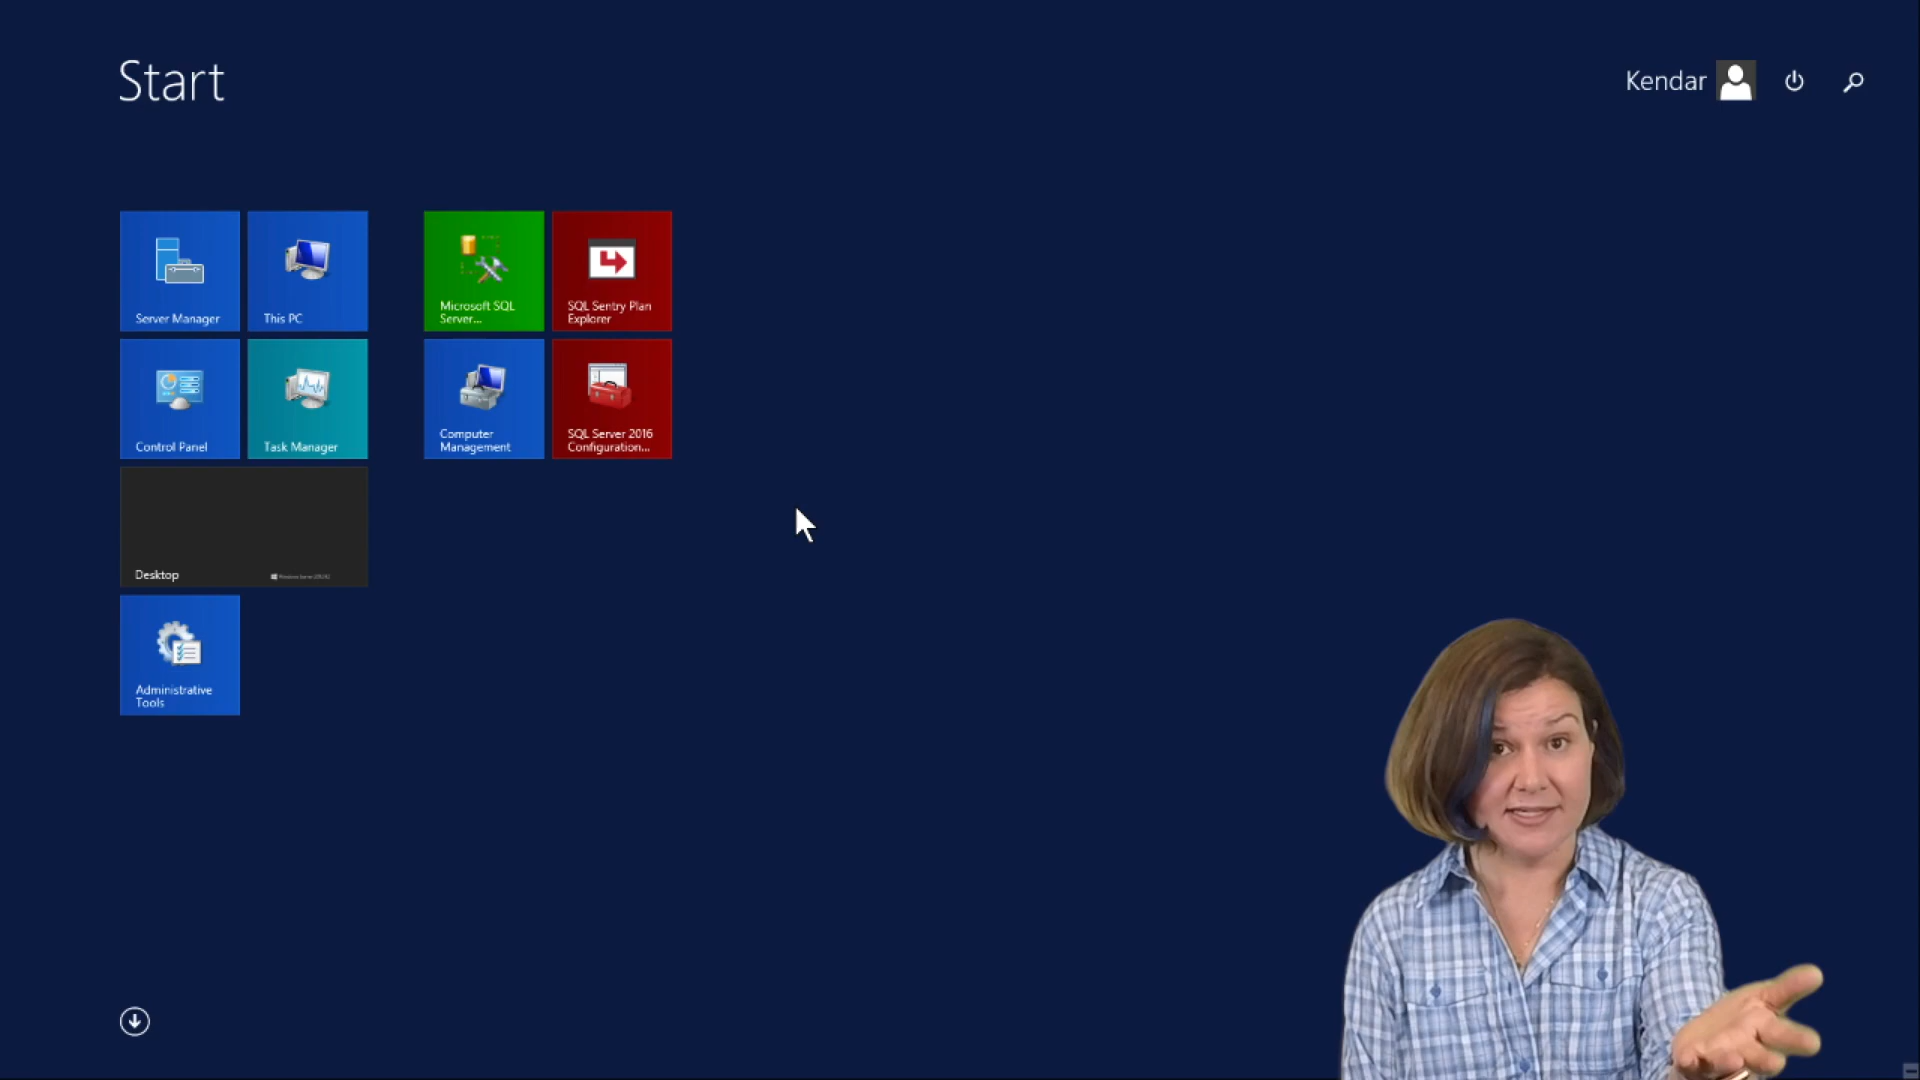 Start
Kendar
Server Manager
This PC
Microsoft SQL
Server...
SQL Sentry Plan
Explorer
Control Panel
Task Manager
Computer
Management
SQL Server 2016
Configuration...
Desktop
Administrative
Tools